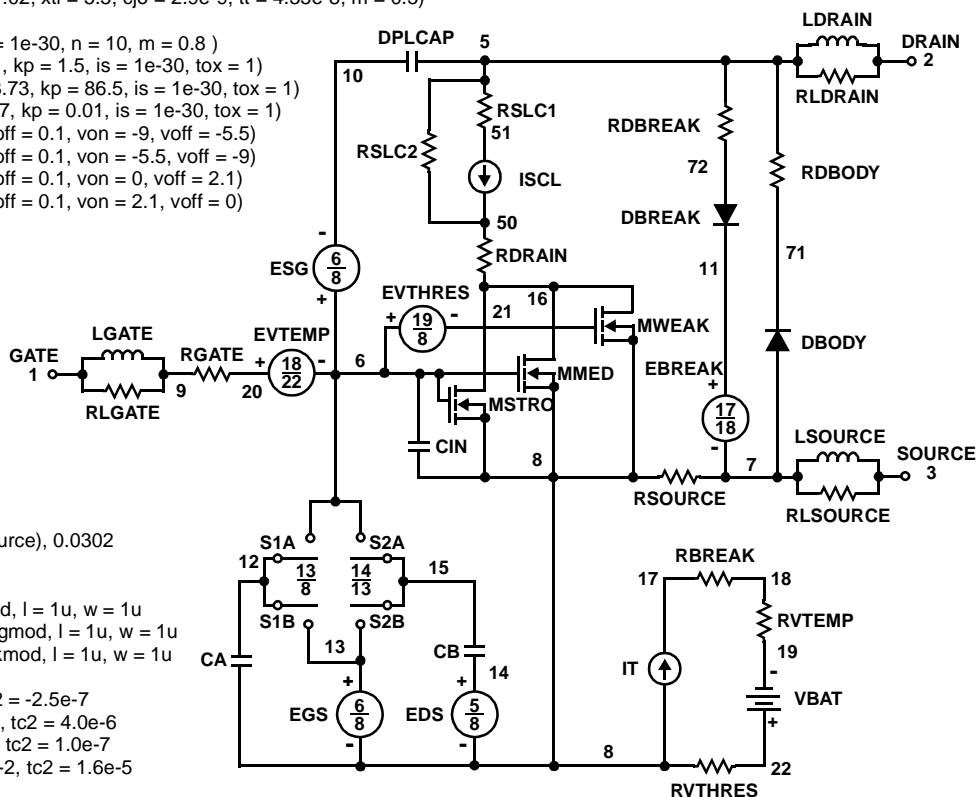 .02, xti = 5.5, cjo = 2.9e-9, tt = 4.35e-8, m = 0.5)
= 1e-30, n = 10, m = 0.8 )
, kp = 1.5, is = 1e-30, tox = 1)
.73, kp = 86.5, is = 1e-30, tox = 1)
7, kp = 0.01, is = 1e-30, tox = 1)
off = 0.1, von = -9, voff = -5.5)
off = 0.1, von = -5.5, voff = -9)
off = 0.1, von = 0, voff = 2.1)
off = 0.1, von = 2.1, voff = 0)
DPLCAP
5
10
LDRAIN
DRAIN
2
RLDRAIN
RSLC1
51
RSLC2
ISCL
50
RDRAIN
RDBREAK
72
DBREAK
11
RDBODY
71
DBODY
-
ESG
6
8
+
EVTHRES
+
19
8
-
21
16
MWEAK
MMED
MSTRO
EBREAK
+
17
18
-
GATE
1
LGATE
RLGATE
9
RGATE
20
EVTEMP
+
18
22
-
6
CIN
8
RSOURCE
7
LSOURCE
SOURCE
3
RLSOURCE
urce), 0.0302
d, l = 1u, w = 1u
gmod, l = 1u, w = 1u
kmod, l = 1u, w = 1u
2 = -2.5e-7
, tc2 = 4.0e-6
tc2 = 1.0e-7
-2, tc2 = 1.6e-5
S1A
S2A
12
13
8
14
13
15
S1B
S2B
13
CA
CB
14
+
EGS
6
8
-
+
EDS
5
8
-
8
RBREAK
17
18
RVTEMP
19
IT
-
VBAT
+
22
RVTHRES